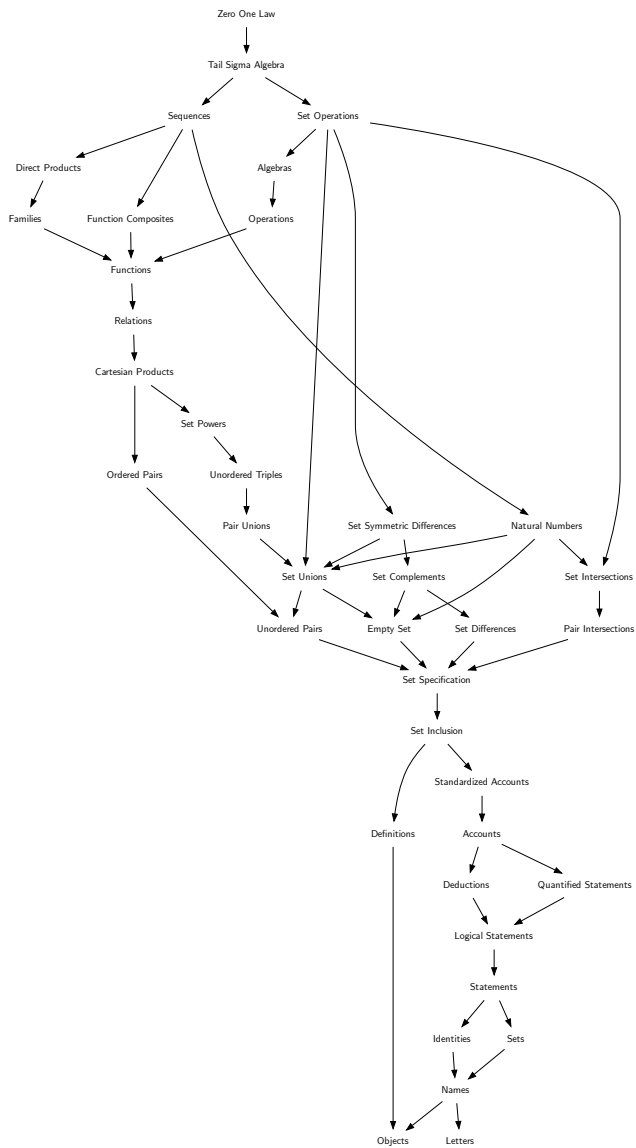 Zero One Law
Tail Sigma Algebra
Sequences
Set Operations
Direct Products
Algebras
Families
Function Composites
Operations
Functions
Relations
Cartesian Products
Set Powers
Ordered Pairs
Unordered Triples
Pair Unions
Set Symmetric Differences
Natural Numbers
Set Unions
Set Complements
Set Intersections
Unordered Pairs
Empty Set
Set Differences
Pair Intersections
Set Specification
Set Inclusion
Standardized Accounts
Definitions
Accounts
Deductions
Quantified Statements
Logical Statements
Statements
Identities
Sets
Names
Objects
Letters